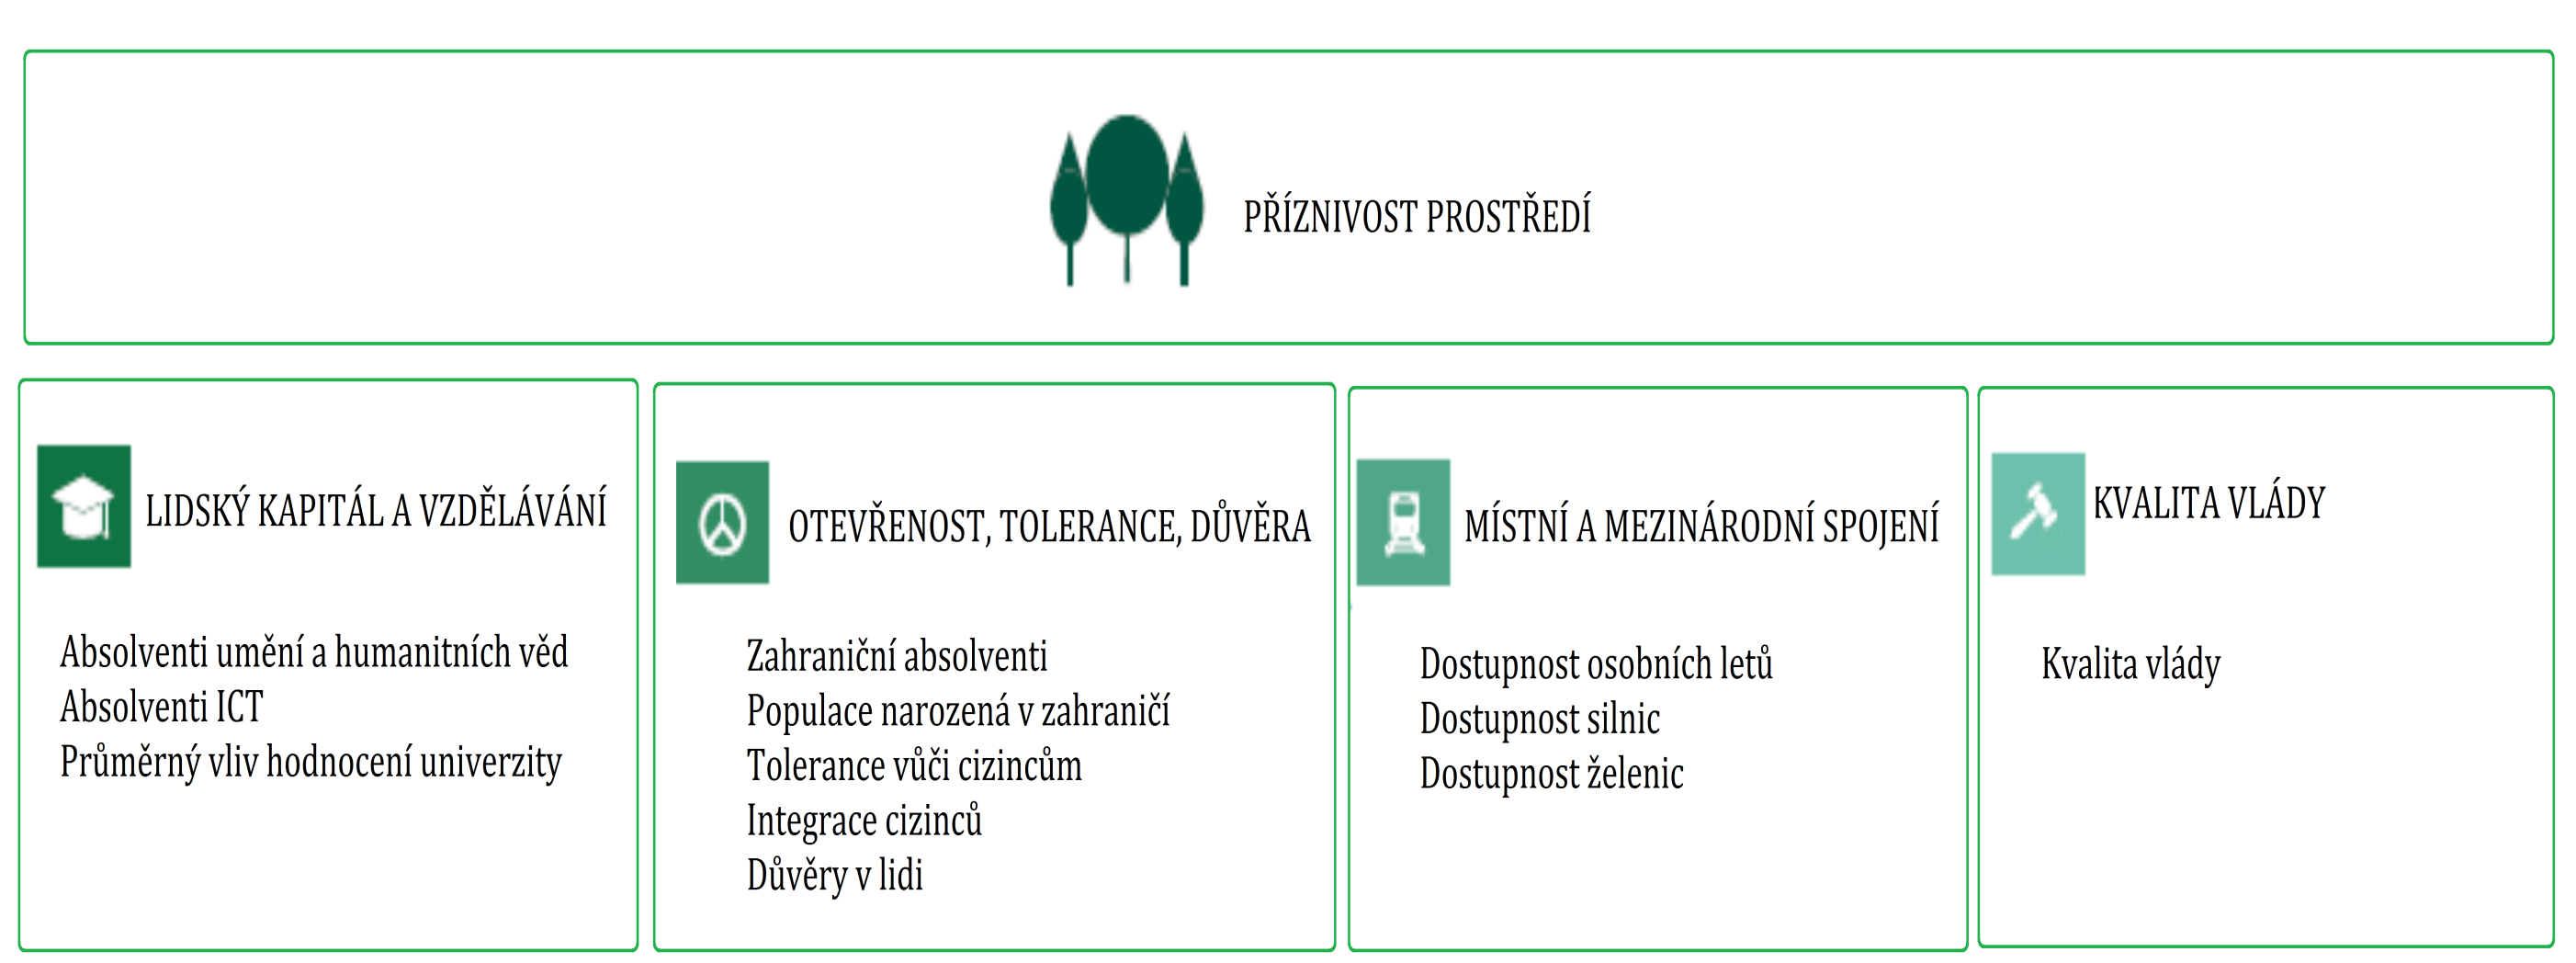 PŘÍZNIVOST PROSTŘEDÍ
LIDSKÝ KAPITÁL A VZDĚLÁVÁNÍ
Absolventi umění a humanitních věd
Absolventi ICT
Průměrný vliv hodnocení univerzity
OTEVŘENOST, TOLERANCE, DŮVĚRA
Zahraniční absolventi
Populace narozená v zahraničí
Tolerance vůči cizincům
Integrace cizinců
Důvěry v lidi
MÍSTNÍ A MEZINÁRODNÍ SPOJENÍ
Dostupnost osobních letů
Dostupnost silnic
Dostupnost želenic
KVALITA VLÁDY
Kvalita vlády